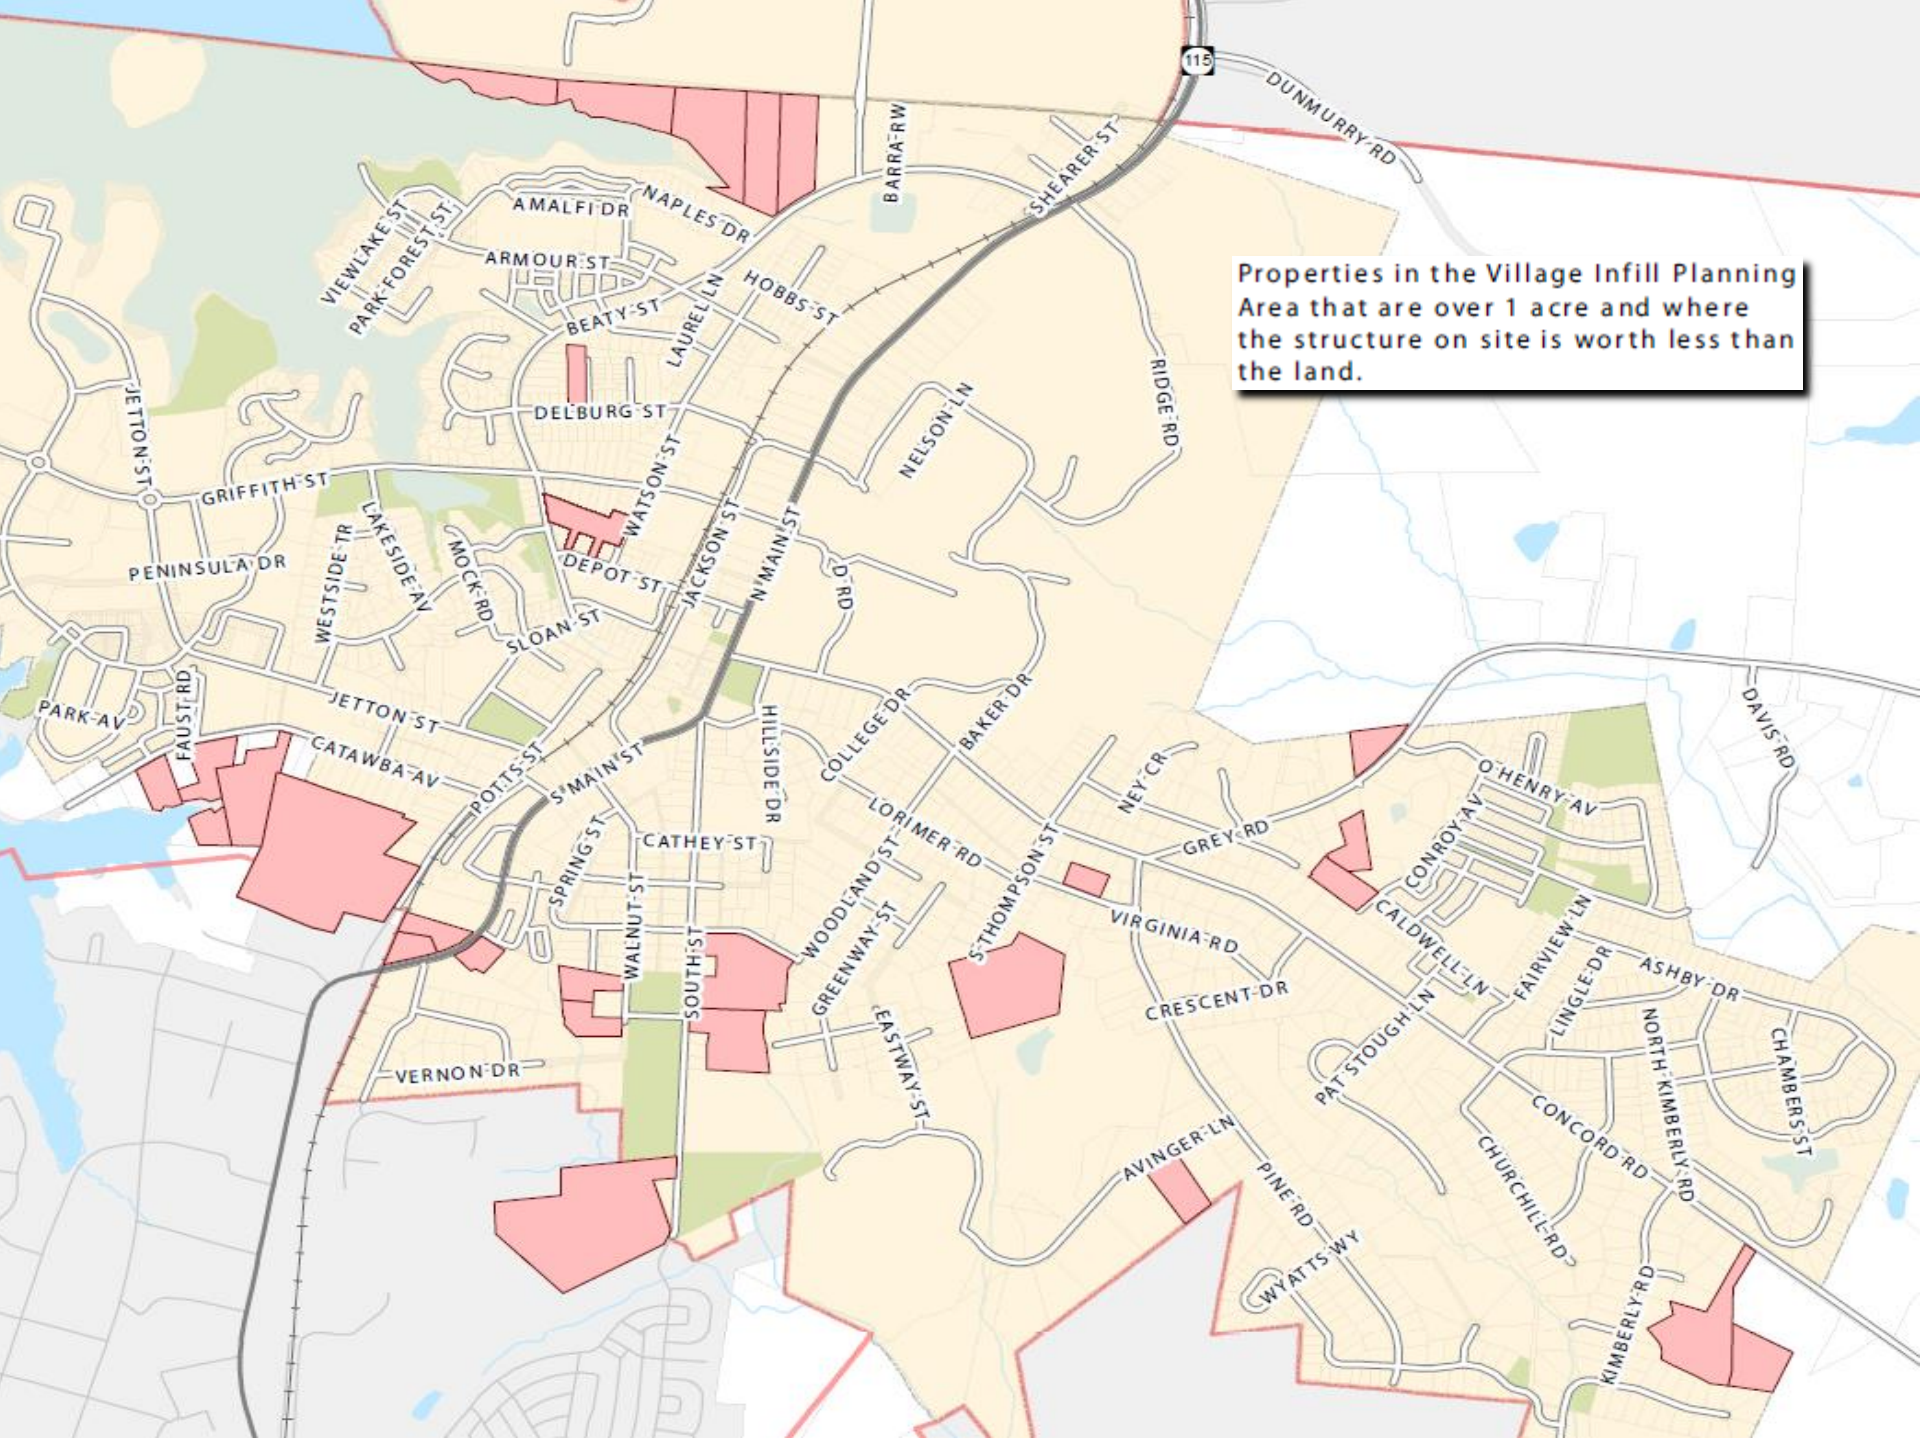 115
DUNMURRY RD
BARRA RW
SHEARER ST
NAPLES DR
AMALFI DR
VIEWLAKE ST
PARK FOREST ST
ARMOUR ST
HOBBS ST
LAUREL LN
BEATY ST
Properties in the Village Infill Planning
Area that are over 1 acre and where
the structure on site is worth less than
the land.
RIDGE RD
JETTON ST
DELBURG ST
NELSON LN
WATSON ST
GRIFFITH ST
LAKESIDE AV
WESTSIDE TR
MOCK RD
PENINSULA DR
DEPOT ST
JACKSON ST
N MAIN ST
D RD
SLOAN ST
PARK AV
FAUST RD
JETTON ST
CATAWBA AV
POTTS ST
S MAIN ST
HILLSIDE DR
COLLEGE DR
BAKER DR
DAVIS RD
NEY CR
O HENRY AV
CONROY AV
GREY RD
LORIMER RD
CATHEY ST
SPRING ST
WALNUT ST
SOUTH ST
WOODLAND ST
GREENWAY ST
S THOMPSON ST
VIRGINIA RD
CALDWELL LN
FAIRVIEW LN
LINGLE DR
ASHBY DR
CRESCENT DR
PAT STOUGH LN
NORTH KIMBERLY RD
CHAMBERS ST
EASTWAY ST
VERNON DR
AVINGER LN
PINE RD
CONCORD RD
CHURCHILL RD
WYATTS WY
KIMBERLY RD